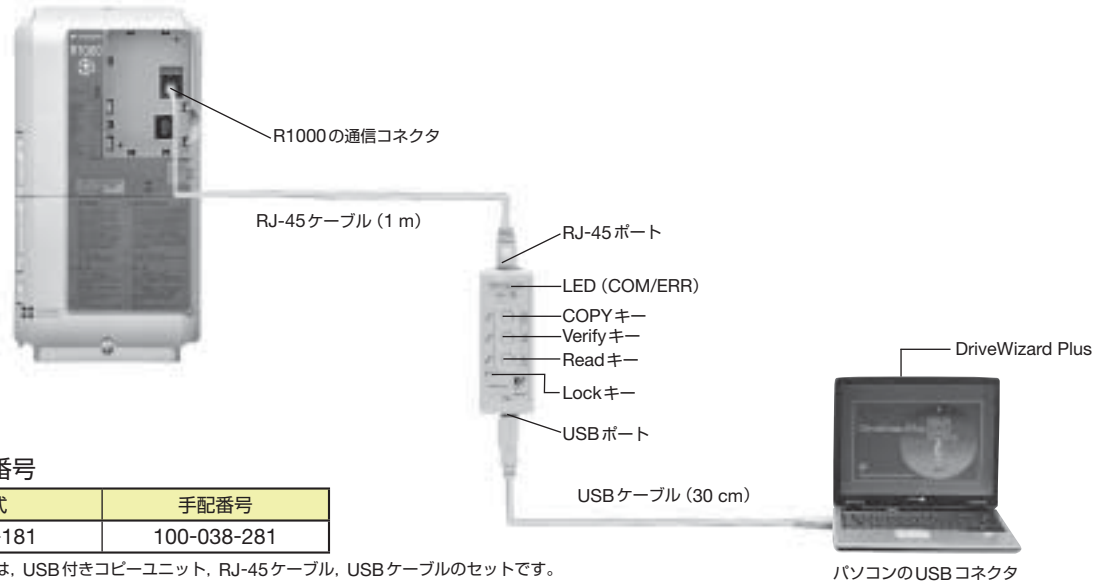 R1000
R1000の通信コネクタ
RJ-45ケーブル（1 m）
RJ-45ポート
LED（COM/ERR）
COPYキー
Verifyキー
Readキー
Lockキー
USBポート
DriveWizard Plus
USBケーブル（30 cm）
パソコンのUSBコネクタ
番号
式 手配番号
-181 100-038-281
は，USB付きコピーユニット，RJ-45ケーブル，USBケーブルのセットです。